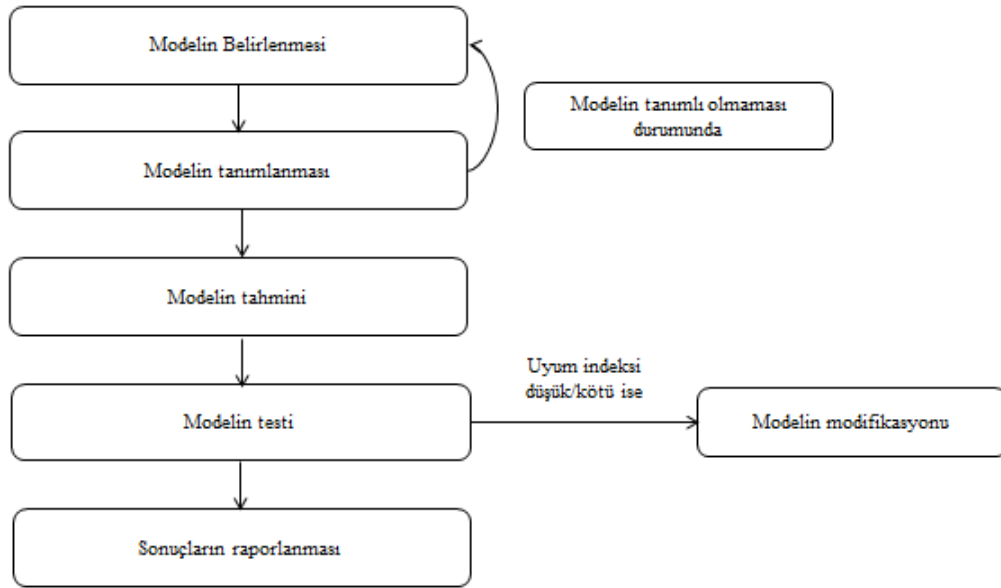 Modelin Belirlenmesi
Modelin tanımlı olmaması
durumunda
Modelin tanımlanması
Modelin tahmini
Uyum indeksi
düşük/kötü ise
Modelin testi
Modelin modifikasyonu
Sonuçların raporlanması